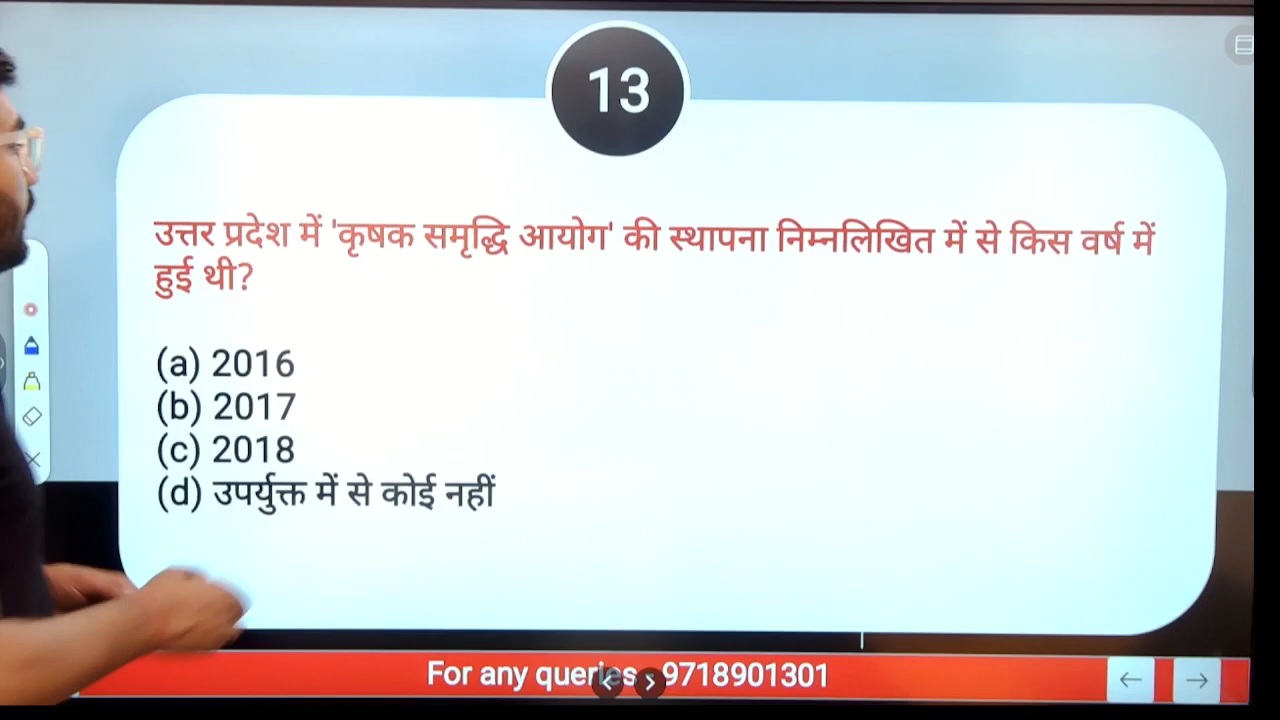 13
उत्तर प्रदेश में 'कृषक समृद्धि आयोग' की स्थापना निम्नलिखित में से किस वर्ष में
हुई थी?
(a) 2016
(b) 2017
(c) 2018
(d) उपर्युक्त में से कोई नहीं
For any queries - 9718901301